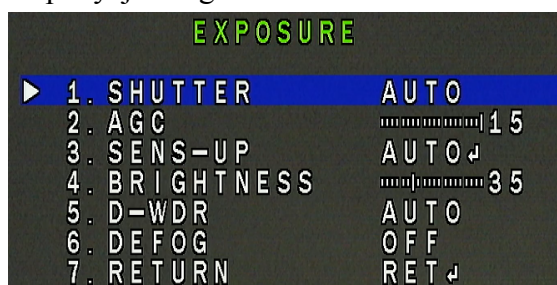 EXPOSURE
1. SHUTTER AUTO
2. AGC 15
3. SENS-UP AUTO↲
4. BRIGHTNESS 35
5. D-WDR AUTO
6. DEFOG OFF
7. RETURN RET↲